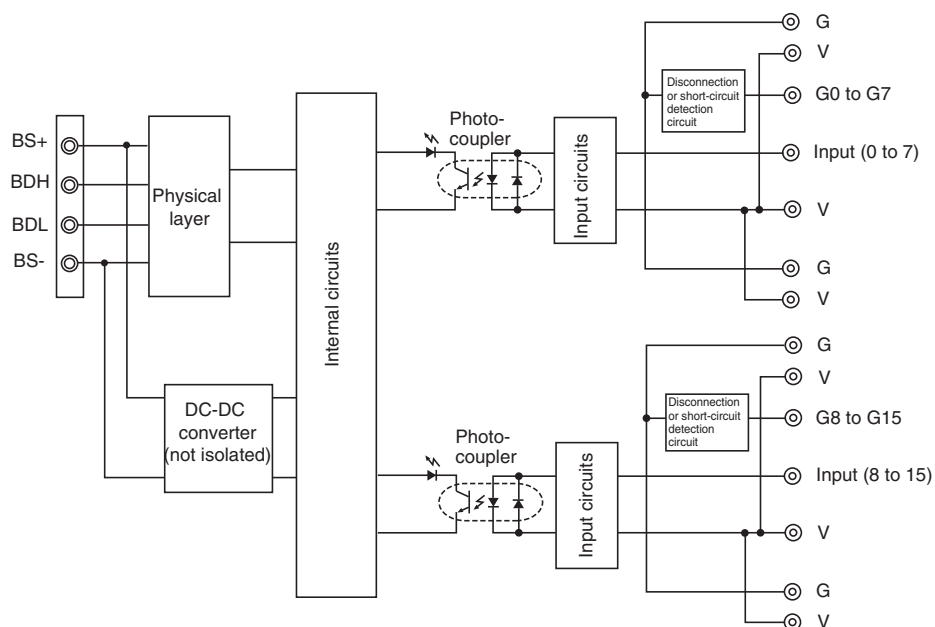 BS+
BDH
BDL
BS-
Physical
layer
DC-DC
converter
(not isolated)
Internal circuits
Photo-
coupler
Input circuits
Disconnection
or short-circuit
detection
circuit
G
V
G0 to G7
Input (0 to 7)
V
G
V
Photo-
coupler
Input circuits
Disconnection
or short-circuit
detection
circuit
G
V
G8 to G15
Input (8 to 15)
V
G
V